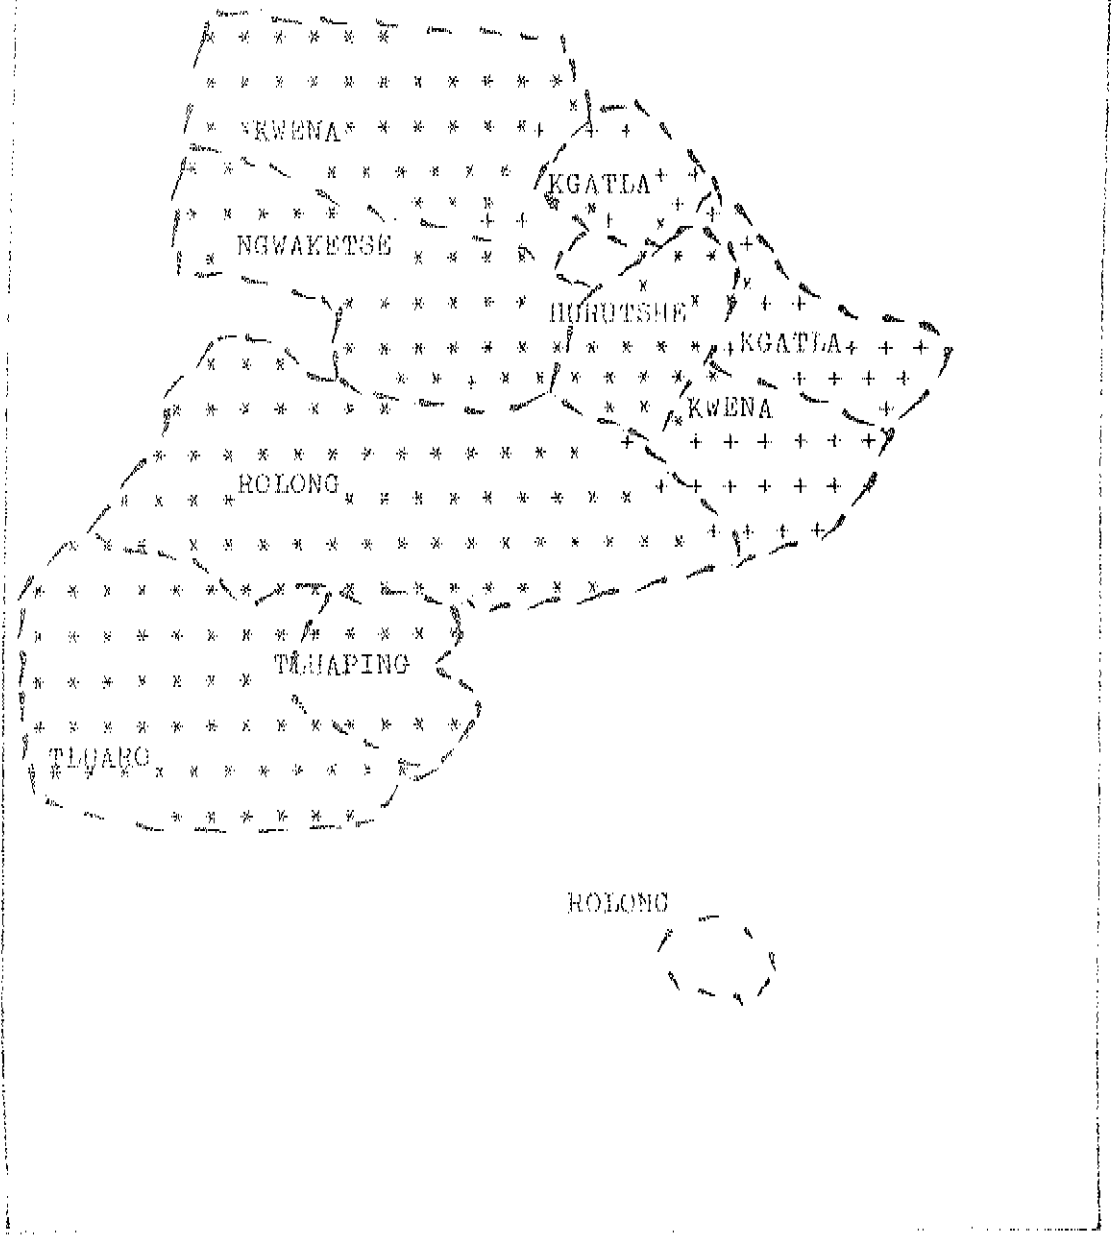 KWENA
KGATLA
NGWAKETSE
HURUTSHE
KGATLA
KWENA
ROLONG
TLHAPING
TLHARO
ROLONG